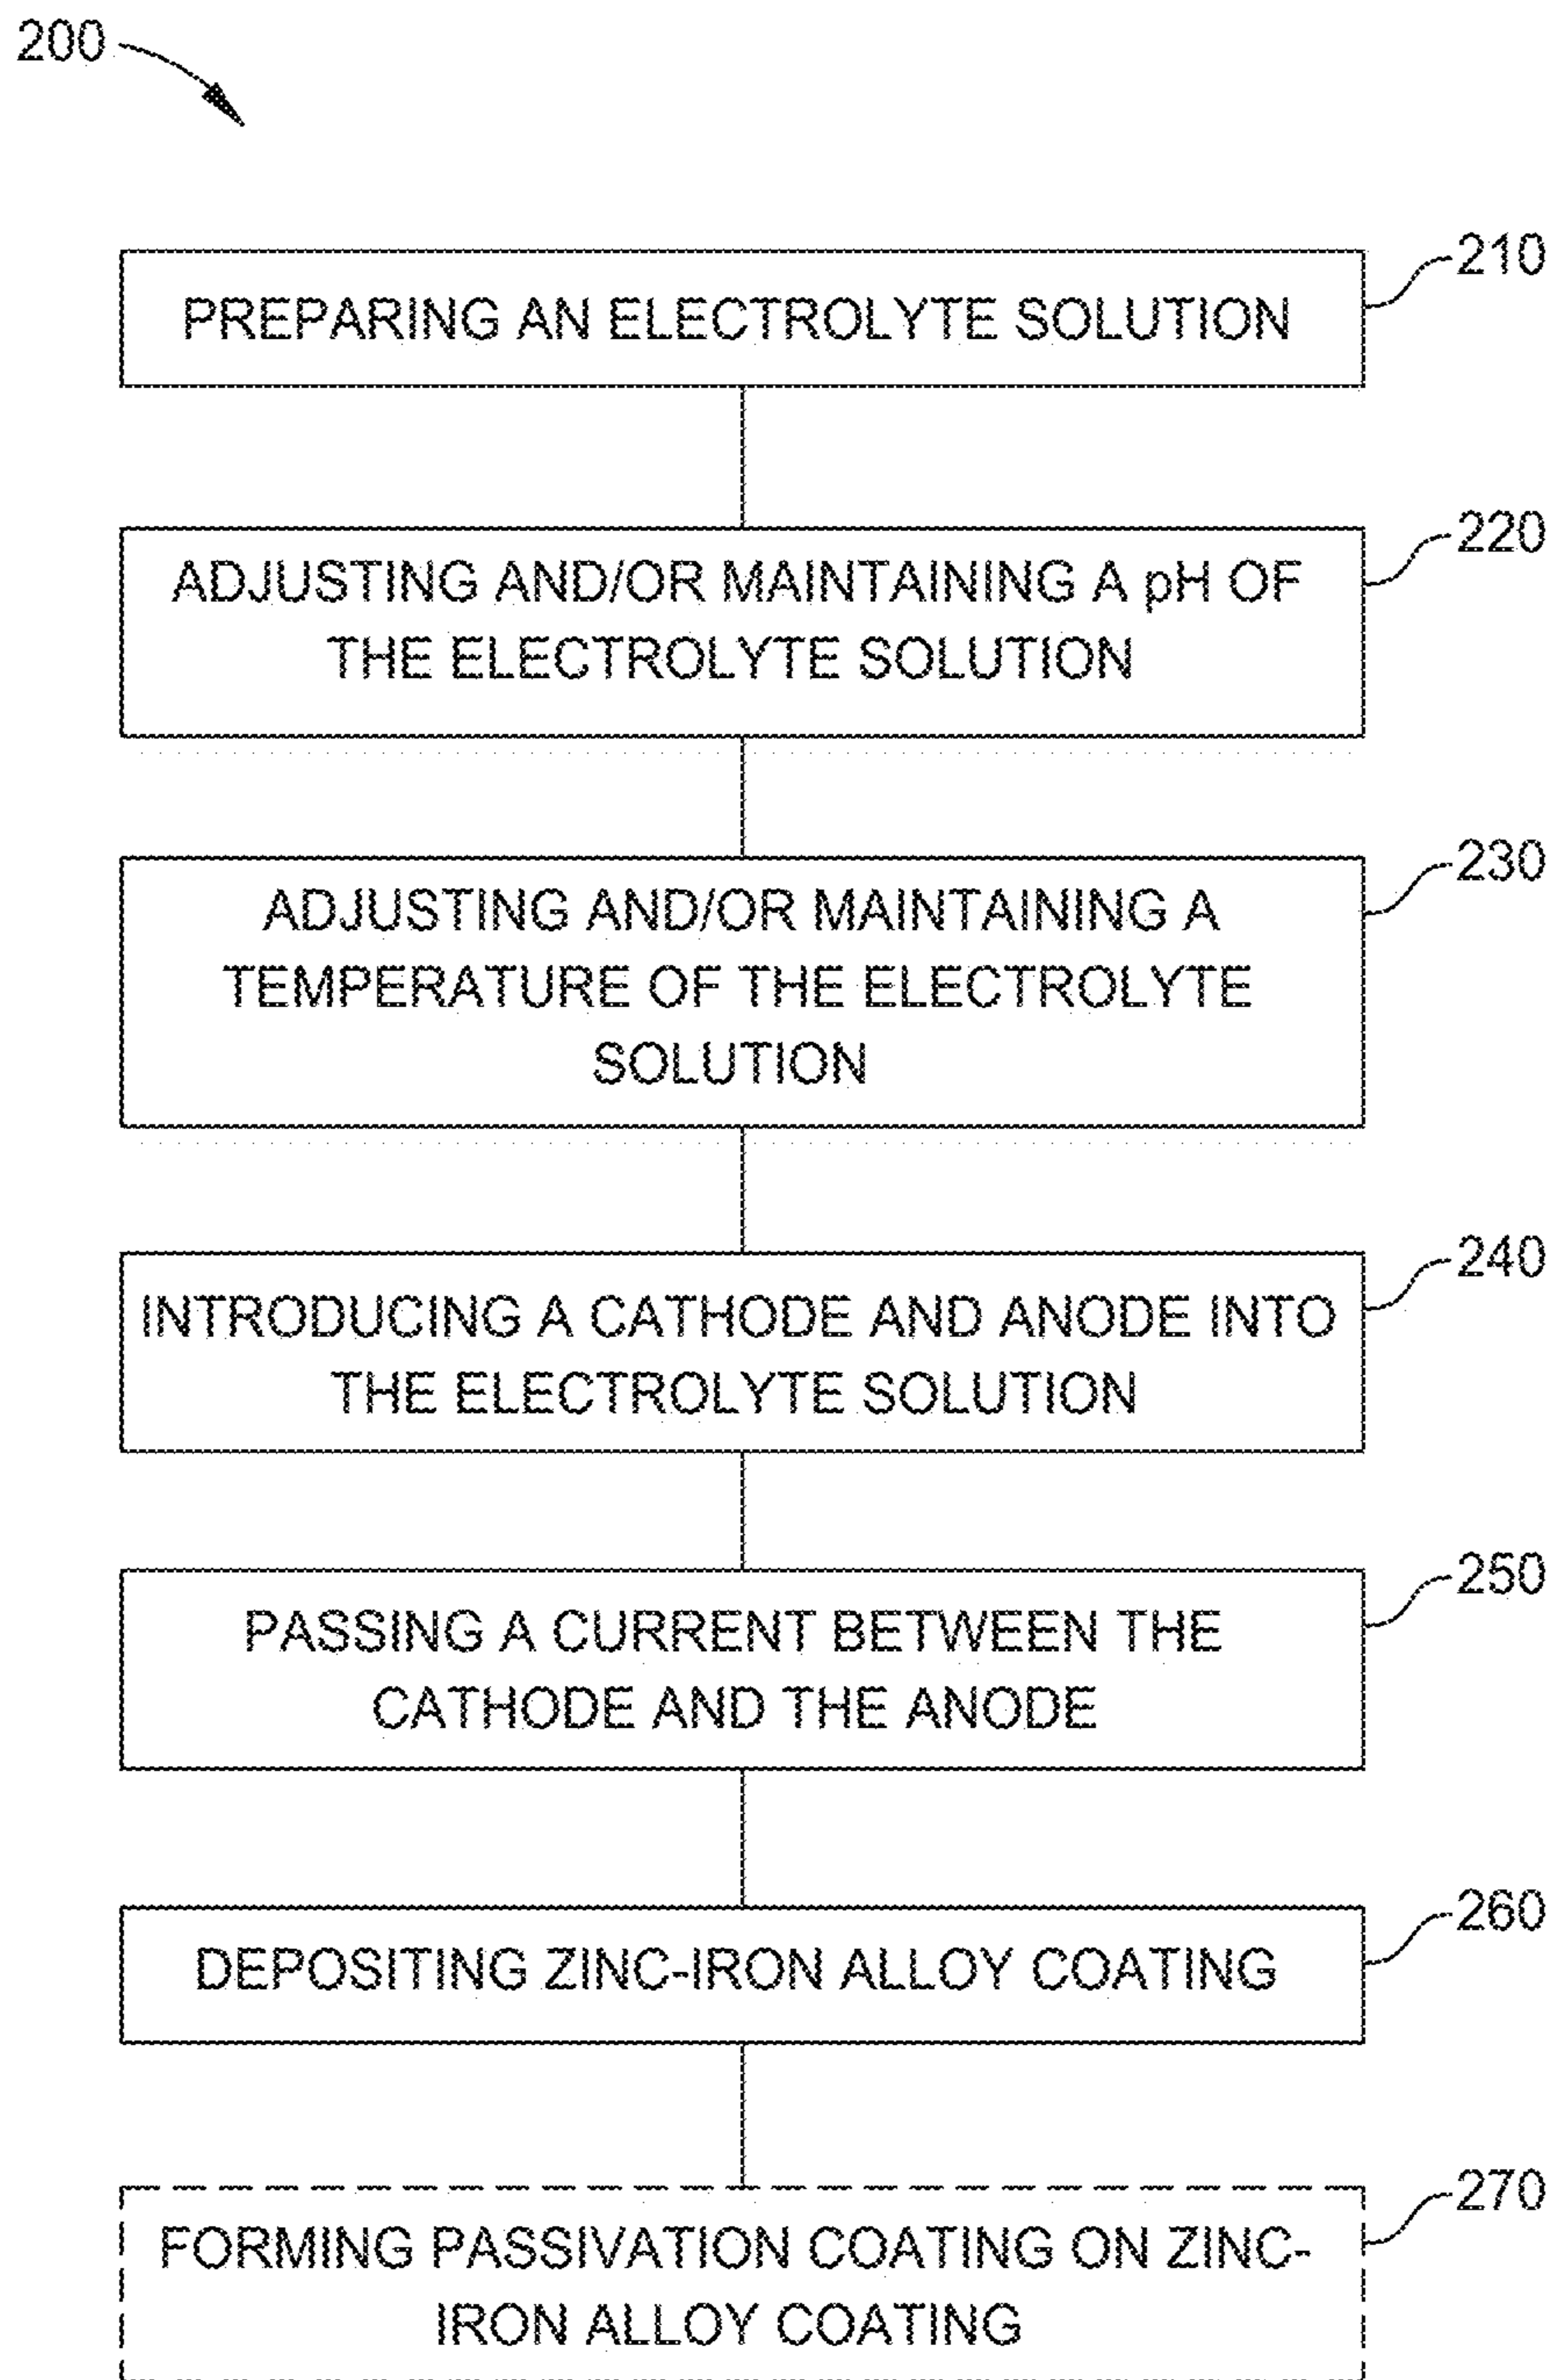 200
210
PREPARING AN ELECTROLYTE SOLUTION
220
ADJUSTING AND/OR MAINTAINING A pH OF
THE ELECTROLYTE SOLUTION
230
ADJUSTING AND/OR MAINTAINING A
TEMPERATURE OF THE ELECTROLYTE
SOLUTION
240
INTRODUCING A CATHODE AND ANODE INTO
THE ELECTROLYTE SOLUTION
250
PASSING A CURRENT BETWEEN THE
CATHODE AND THE ANODE
260
DEPOSITING ZINC-IRON ALLOY COATING
270
FORMING PASSIVATION COATING ON ZINC-
IRON ALLOY COATING